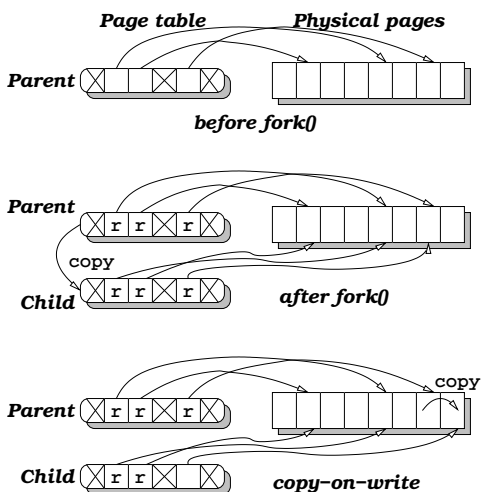 Page table Physical pages
Parent
before fork()
Parent
r r r
copy
Child
r r r
after fork()
copy
Parent
r r r
Child
r r
copy-on-write